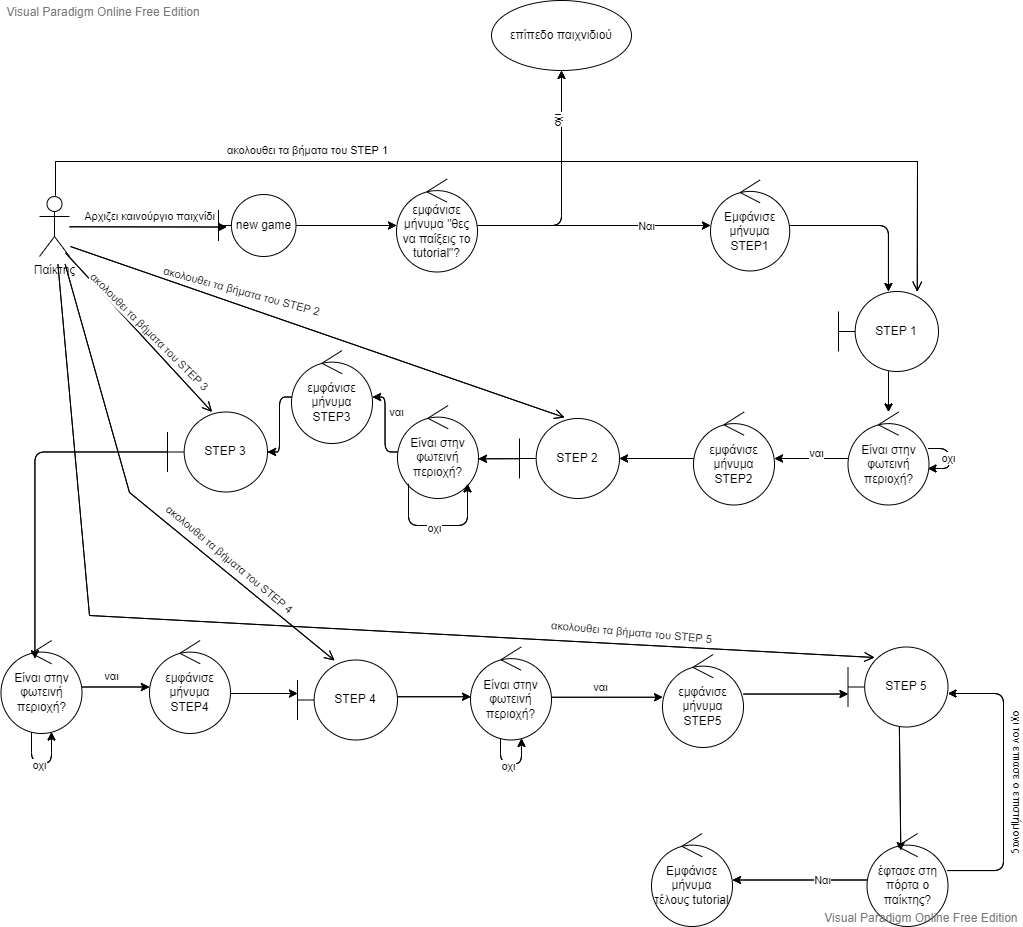 Visual Paradigm Online Free Edition
επίπεδο παιχνιδιού
όχι
ακολουθει τα βήματα του STEP 1
Αρχιζει καινούργιο παιχνίδι
new game
εμφάνισε
μήνυμα "θες
να παίξεις το
tutorial"?
Ναι
Εμφάνισε
μήνυμα
STEP1
Παίκτης
ακολουθει τα βήματα του STEP 2
ακολουθει τα βήματα του STEP 3
STEP 1
εμφάνισε
μήνυμα
STEP3
ναι
STEP 3
Είναι στην
φωτεινή
περιοχή?
οχι
STEP 2
εμφάνισε
μήνυμα
STEP2
ναι
Είναι στην
φωτεινή
περιοχή?
οχι
ακολουθει τα βήματα του STEP 4
ακολουθει τα βήματα του STEP 5
Είναι στην
φωτεινή
περιοχή?
οχι
ναι
εμφάνισε
μήνυμα
STEP4
STEP 4
Είναι στην
φωτεινή
περιοχή?
οχι
ναι
εμφάνισε
μήνυμα
STEP5
STEP 5
οχι τον επιασε ο επιστήμονας
έφτασε στη
πόρτα ο
παίκτης?
Ναι
Εμφάνισε
μήνυμα
τέλους tutorial
Visual Paradigm Online Free Edition